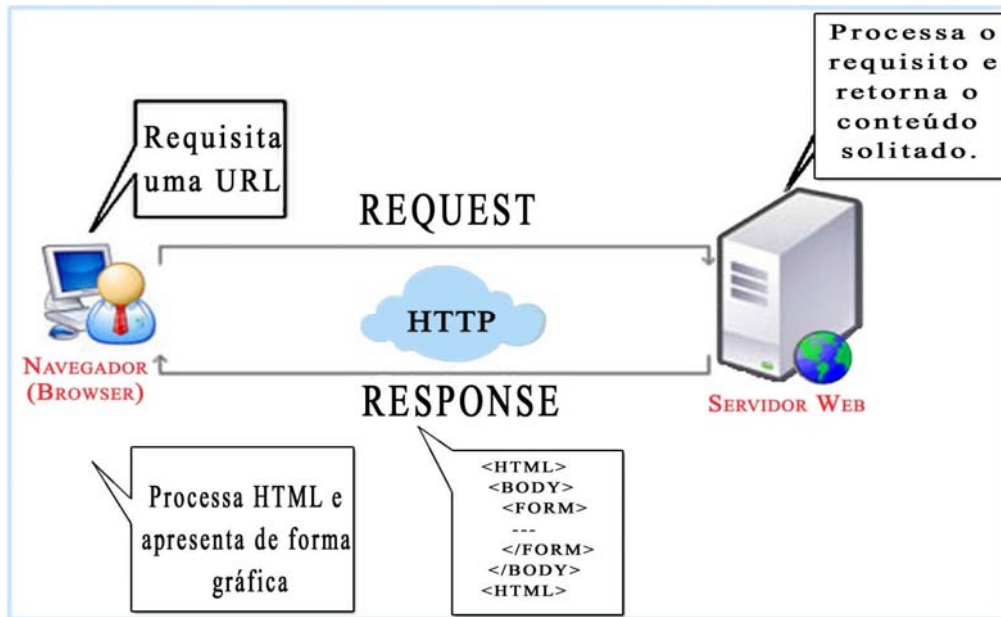 Processa o
requisito e
retorna o
conteúdo
solitado.
Requisita
uma URL
REQUEST
HTTP
NAVEGADOR
(BROWSER)
RESPONSE
SERVIDOR WEB
Processa HTML e
apresenta de forma
gráfica
<HTML>
<BODY>
<FORM>
---
</FORM>
</BODY>
<HTML>